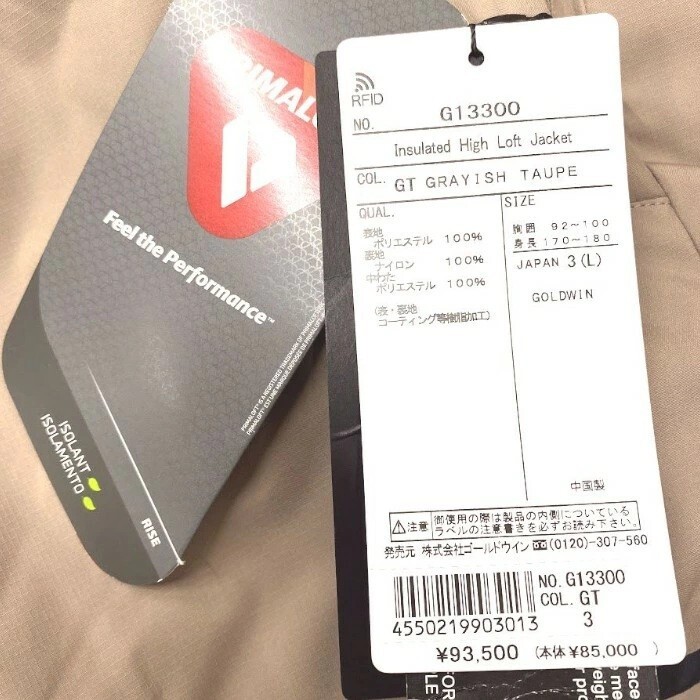 PRIMALO
Feel the Performance™
ISOLANT
ISOLAMENTO
RISE
RFID
NO. G13300
Insulated High Loft Jacket
COL. GT GRAYISH TAUPE
QUAL.
表地
ポリエステル 100%
裏地
ナイロン 100%
中わた
ポリエステル 100%
(表・裏地
コーティング等樹脂加工)
SIZE
胸囲 92～100
身長 170～180
JAPAN 3(L)
GOLDWIN
中国製
注意 御使用の際は製品の内側についている
ラベルの注意書きを必ずお読み下さい。
発売元 株式会社ゴールドウイン (0120)-307-560
NO. G13300
COL. GT
3
4550219903013
¥93,500 (本体¥85,000)